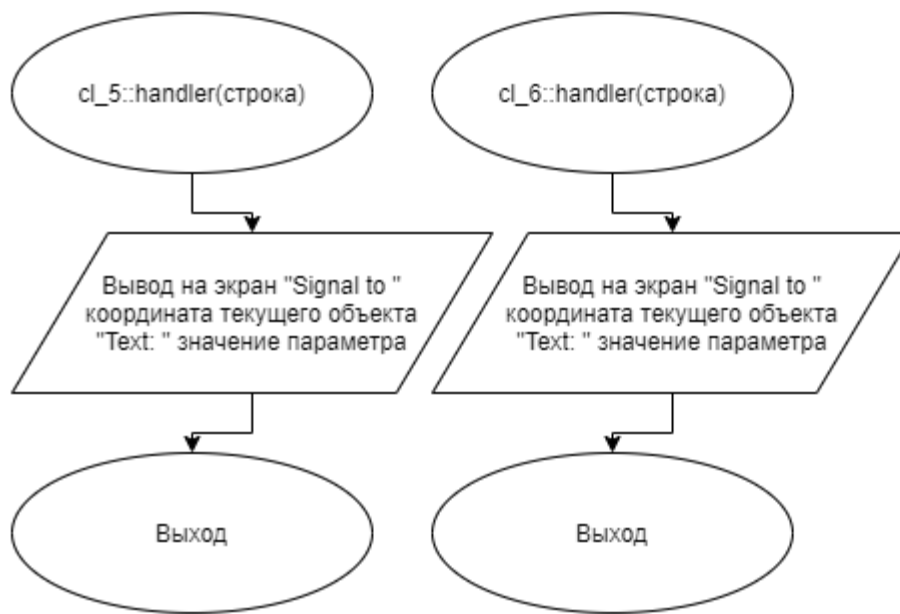 cl_5::handler(строка)
Вывод на экран "Signal to "
координата текущего объекта
"Text: " значение параметра
Выход
cl_6::handler(строка)
Вывод на экран "Signal to "
координата текущего объекта
"Text: " значение параметра
Выход